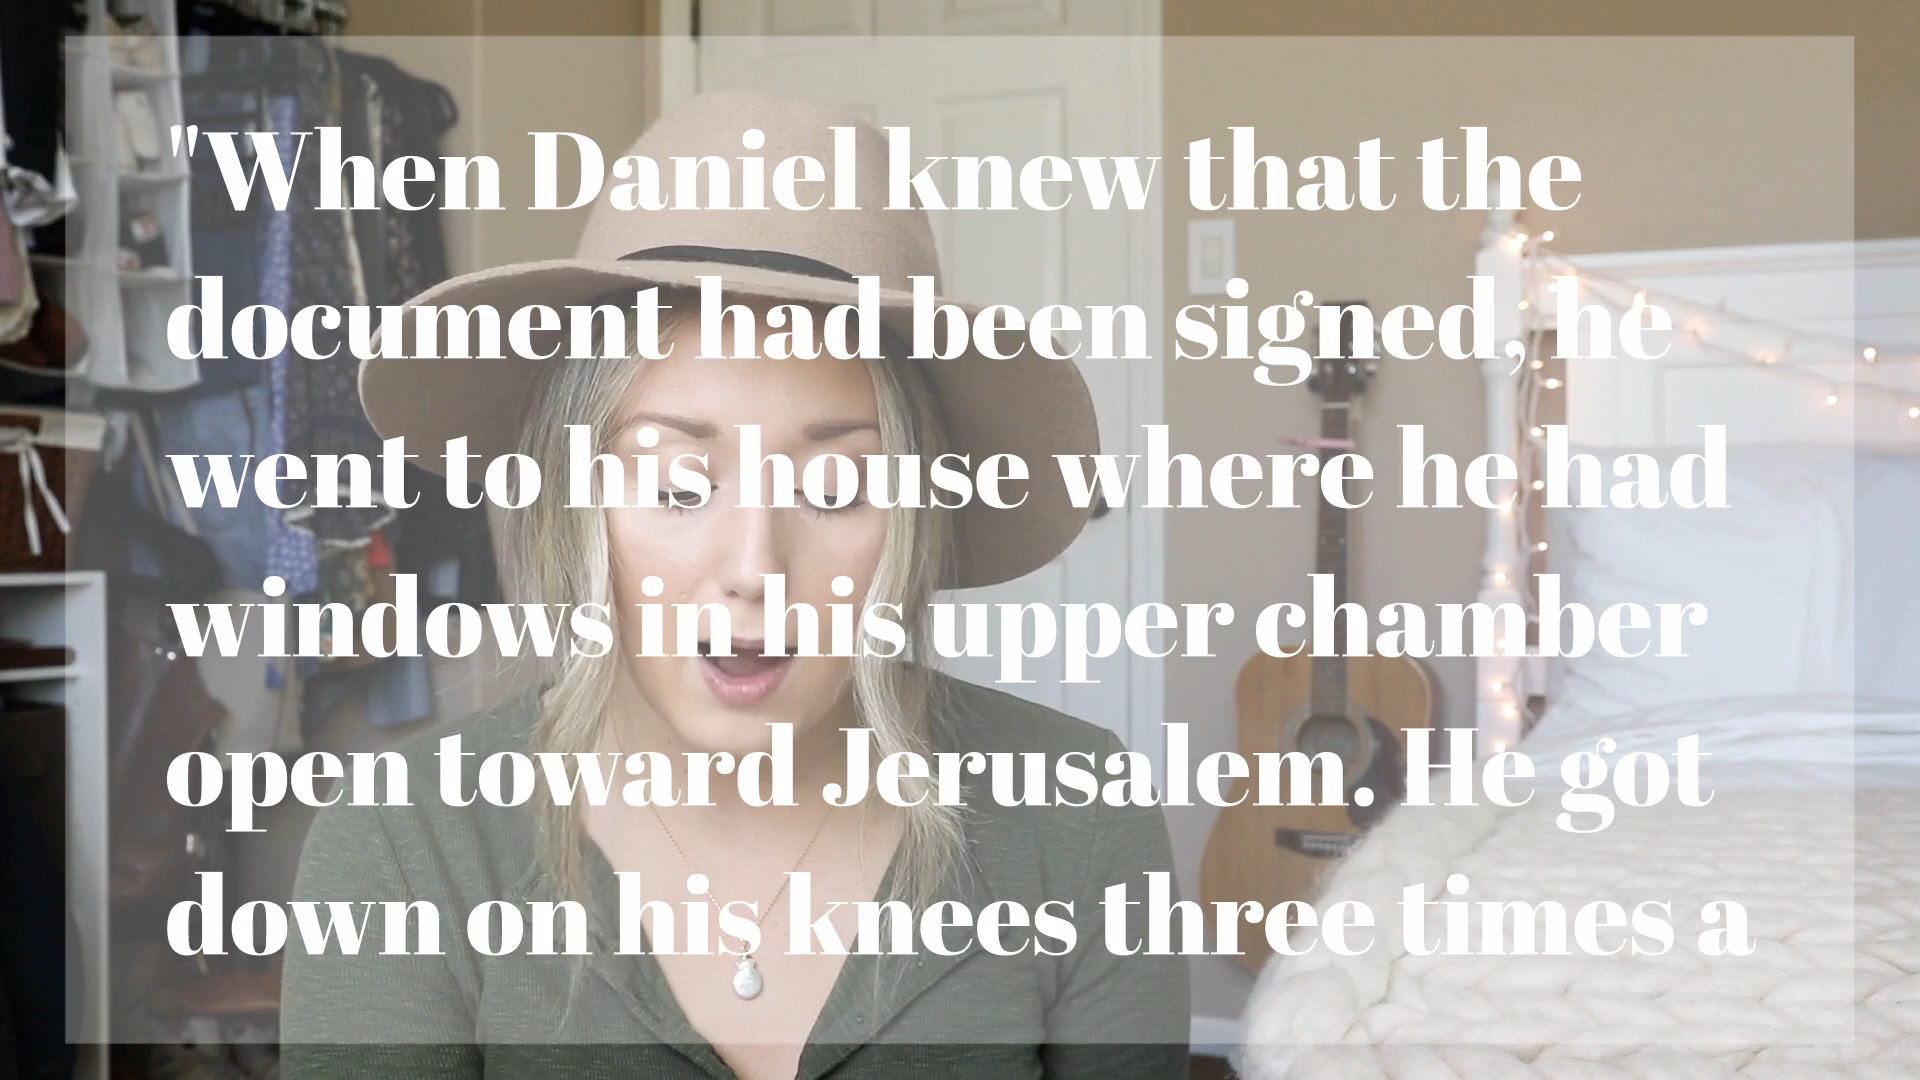 "When Daniel knew that the
document had been signed, he
went to his house where he had
windows in his upper chamber
open toward Jerusalem. He got
down on his knees three times a